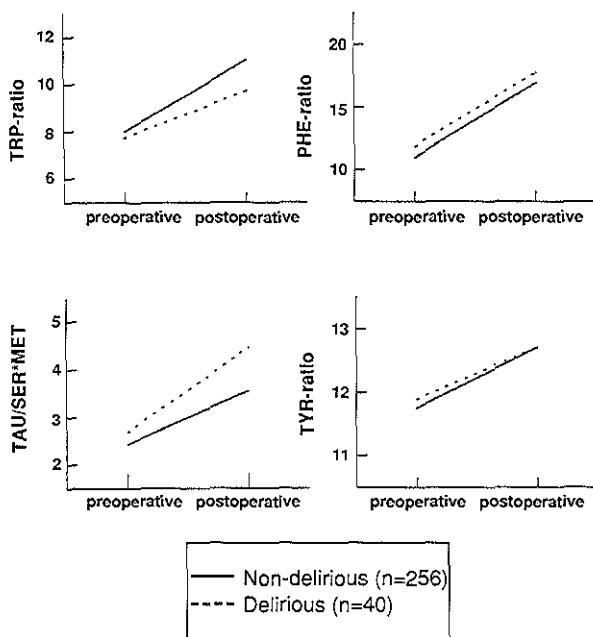 TRP-ratio
12
10
8
6
preoperative postoperative
PHE-ratio
20
15
10
preoperative postoperative
TAU/SER*MET
5
4
3
2
preoperative postoperative
TYR-ratio
13
12
11
preoperative postoperative
Non-delirious (n=256)
Delirious (n=40)